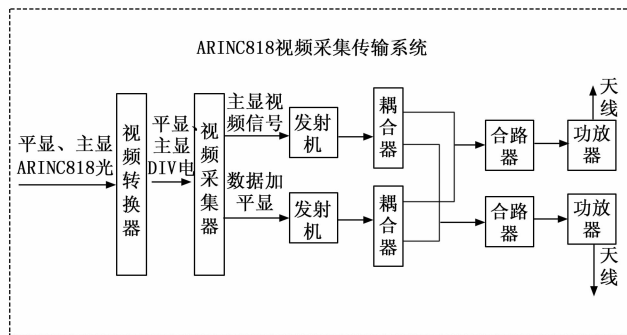 ARINC818视频采集传输系统
平显、主显
ARINC818光
视频转换器
平显、
主显
DIV电
视频采集器
主显视
频信号
数据加
平显
发射
机
发射
机
耦合器
耦合器
合路
器
合路
器
功放
器
功放
器
天线
天线